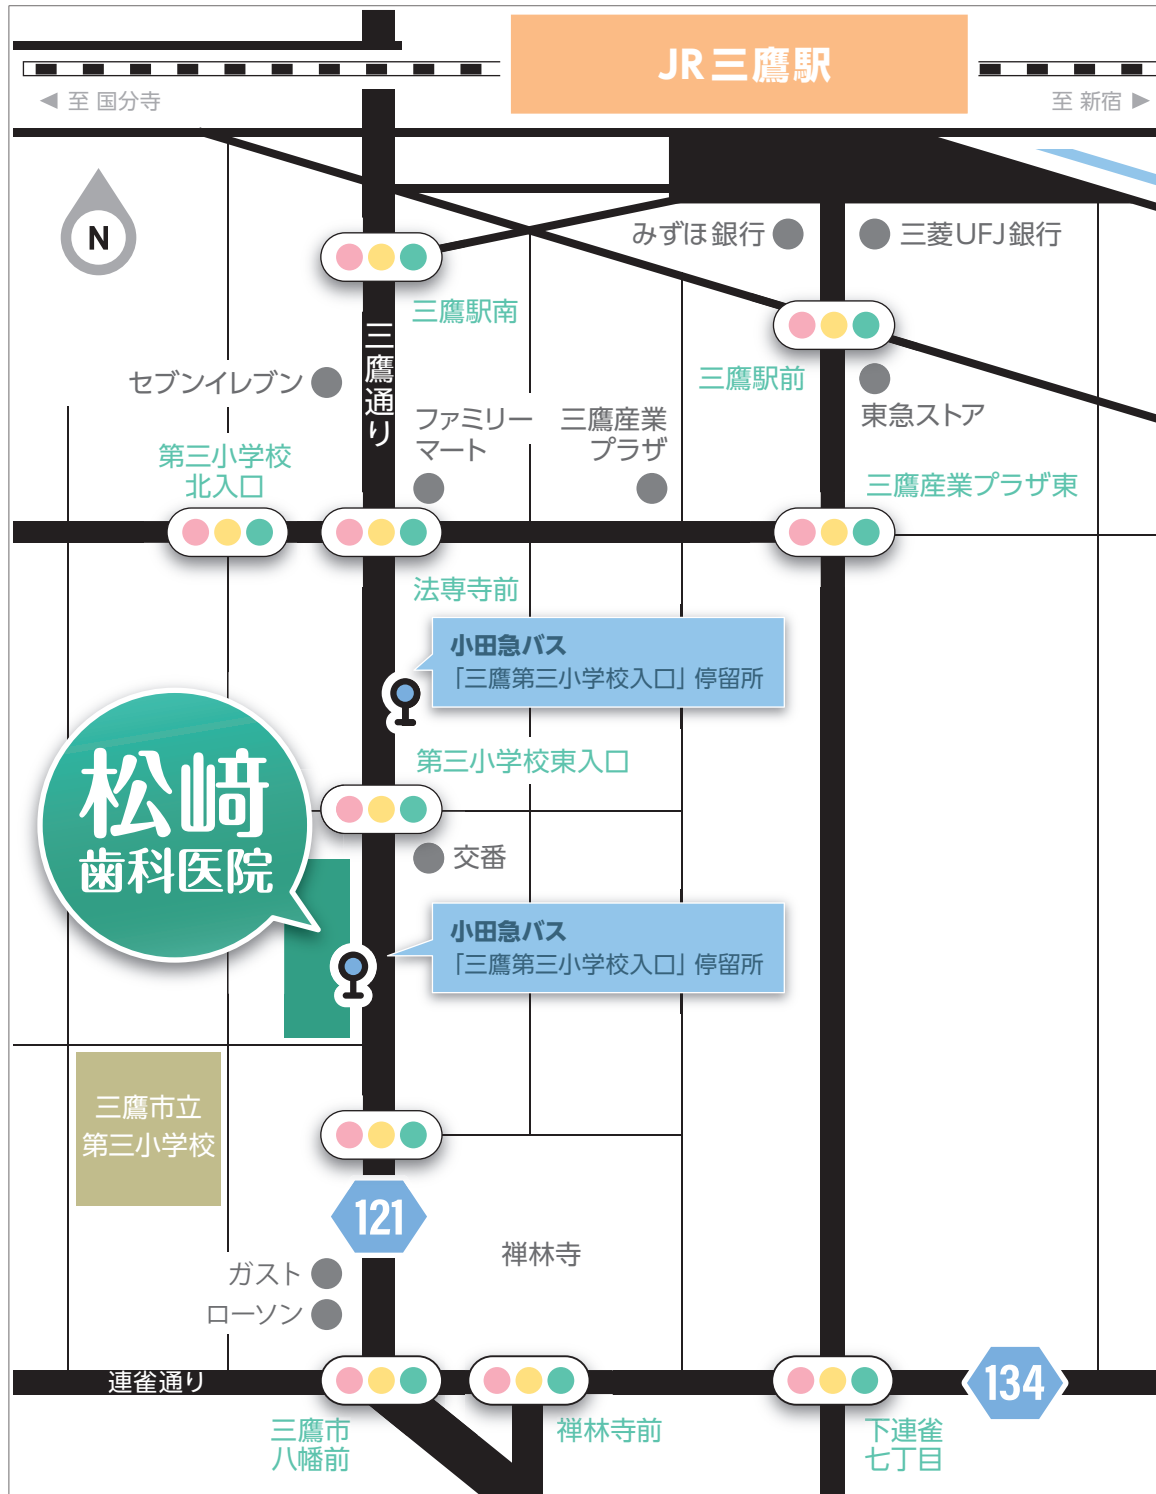 JR三鷹駅
◀ 至 国分寺
至 新宿 ▶
N
みずほ銀行
三菱UFJ銀行
三鷹駅南
三鷹通り
三鷹駅前
セブンイレブン
ファミリー
マート
三鷹産業
プラザ
東急ストア
第三小学校
北入口
三鷹産業プラザ東
法専寺前
小田急バス
「三鷹第三小学校入口」停留所
第三小学校東入口
松﨑
歯科医院
交番
小田急バス
「三鷹第三小学校入口」停留所
三鷹市立
第三小学校
121
禅林寺
ガスト
ローソン
連雀通り
134
三鷹市
八幡前
禅林寺前
下連雀
七丁目